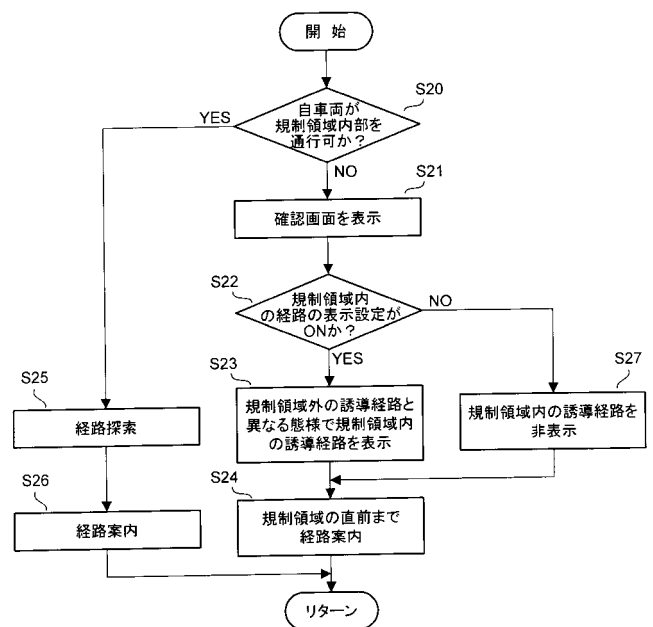 開 始
S20
自車両が
規制領域内部を
通行可か？
YES
NO
S21
確認画面を表示
S22
規制領域内
の経路の表示設定が
ONか？
NO
YES
S23
規制領域外の誘導経路と
異なる態様で規制領域内
の誘導経路を表示
S27
規制領域内の誘導経路を
非表示
S25
経路探索
S24
規制領域の直前まで
経路案内
S26
経路案内
リターン